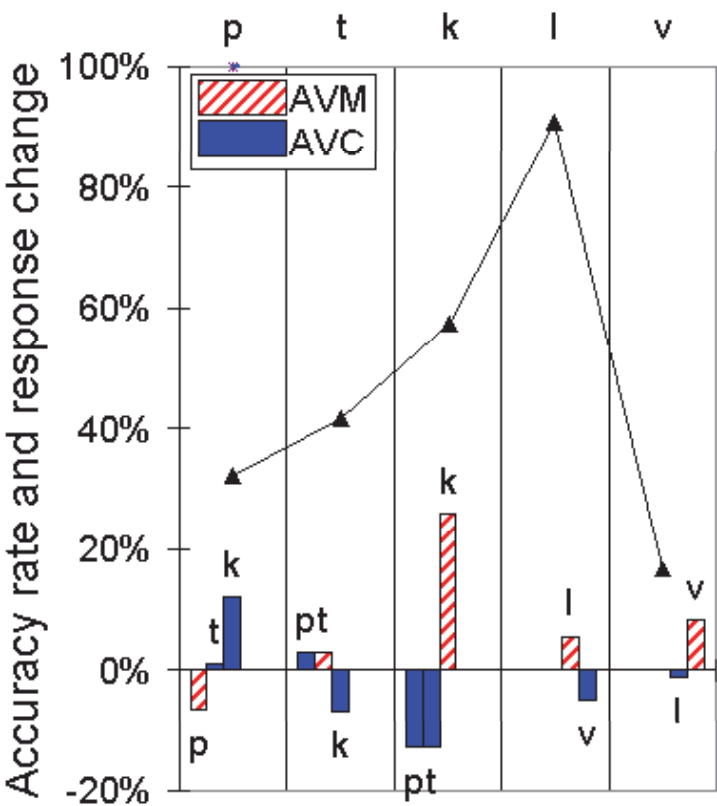 p t k l v
Accuracy rate and response change
100%
80%
60%
40%
20%
0%
-20%
AVM
AVC
p
t
k
pt
k
pt
k
l
v
l
v